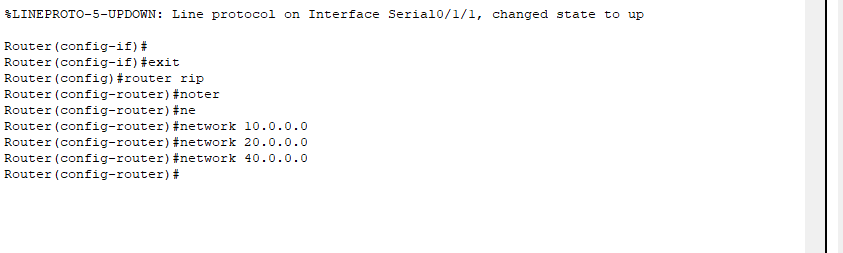 %LINEPROTO-5-UPDOWN: Line protocol on Interface Serial0/1/1, changed state to up
Router(config-if)#
Router(config-if)#exit
Router(config)#router rip
Router(config-router)#noter
Router(config-router)#ne
Router(config-router)#network 10.0.0.0
Router(config-router)#network 20.0.0.0
Router(config-router)#network 40.0.0.0
Router(config-router)#